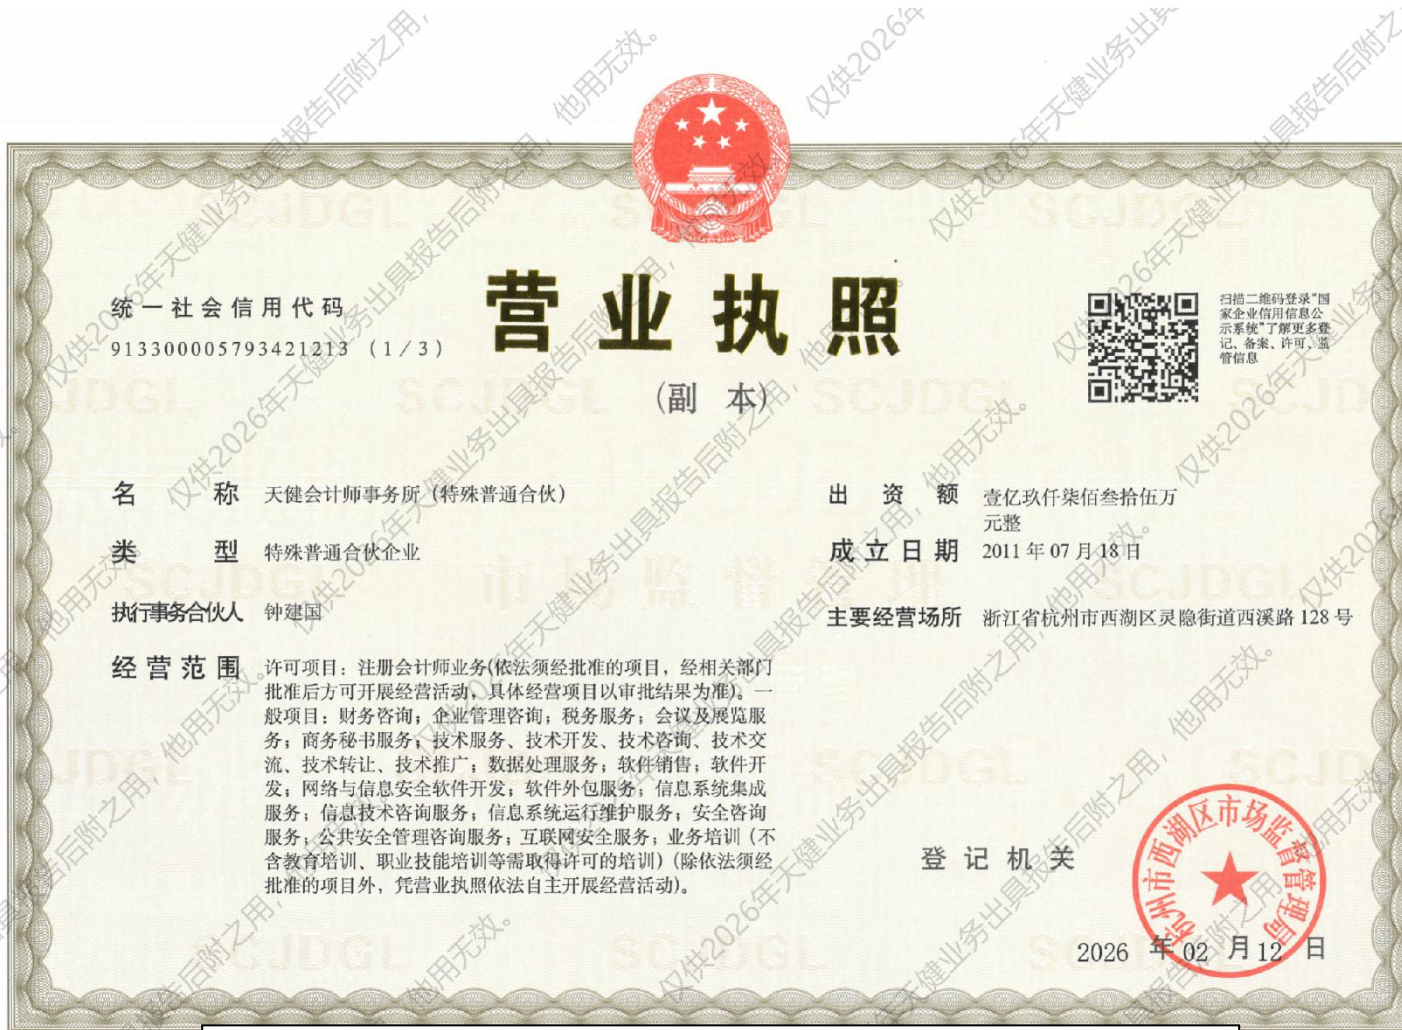 营业执照
(副 本)
统一社会信用代码
913300005793421213 (1/3)
扫描二维码登录“国
家企业信用信息公
示系统”了解更多登
记、备案、许可、监
管信息
名 称 天健会计师事务所（特殊普通合伙）
类 型 特殊普通合伙企业
执行事务合伙人 钟建国
经营范围 许可项目：注册会计师业务(依法须经批准的项目，经相关部门
批准后方可开展经营活动，具体经营项目以审批结果为准)。一
般项目：财务咨询；企业管理咨询；税务服务；会议及展览服
务；商务秘书服务；技术服务、技术开发、技术咨询、技术交
流、技术转让、技术推广；数据处理服务；软件销售；软件开
发；网络与信息安全软件开发；软件外包服务；信息系统集成
服务；信息技术咨询服务；信息系统运行维护服务；安全咨询
服务；公共安全管理咨询服务；互联网安全服务；业务培训（不
含教育培训、职业技能培训等需取得许可的培训）(除依法须经
批准的项目外，凭营业执照依法自主开展经营活动)。
出 资 额 壹亿玖仟柒佰叁拾伍万
元整
成立日期 2011 年 07 月 18 日
主要经营场所 浙江省杭州市西湖区灵隐街道西溪路 128 号
登记机关
杭州市西湖区市场监督管理局
2026 年 02 月 12 日
仅供2026年天健业务出具报告后附之用，他用无效。
SCJDGL
市场监督管理